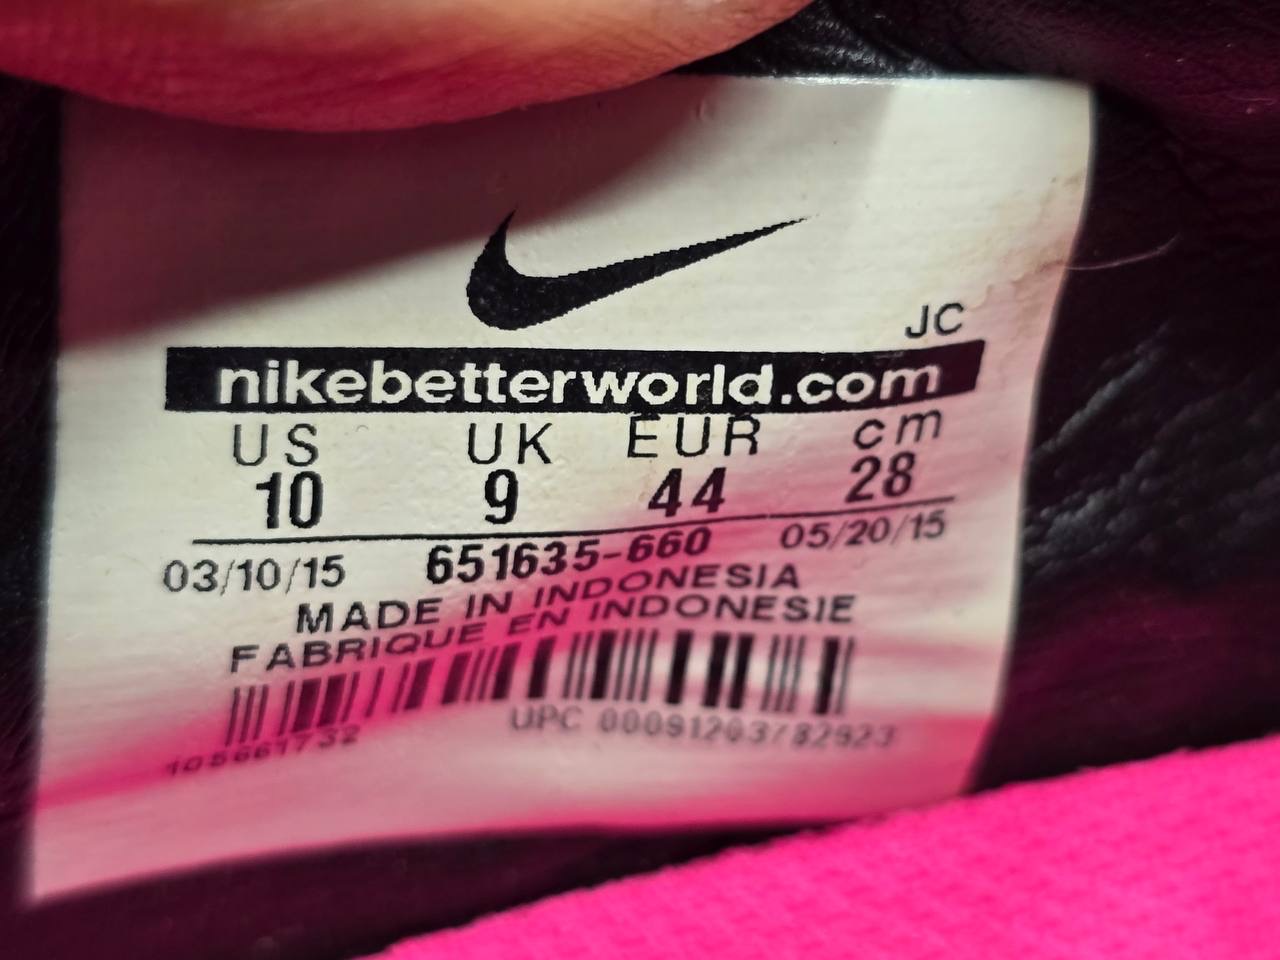 JC
nikebetterworld.com
US UK EUR cm
10 9 44 28
03/10/15 651635-660 05/20/15
MADE IN INDONESIA
FABRIQUE EN INDONESIE
UPC 00091203782923
105661732